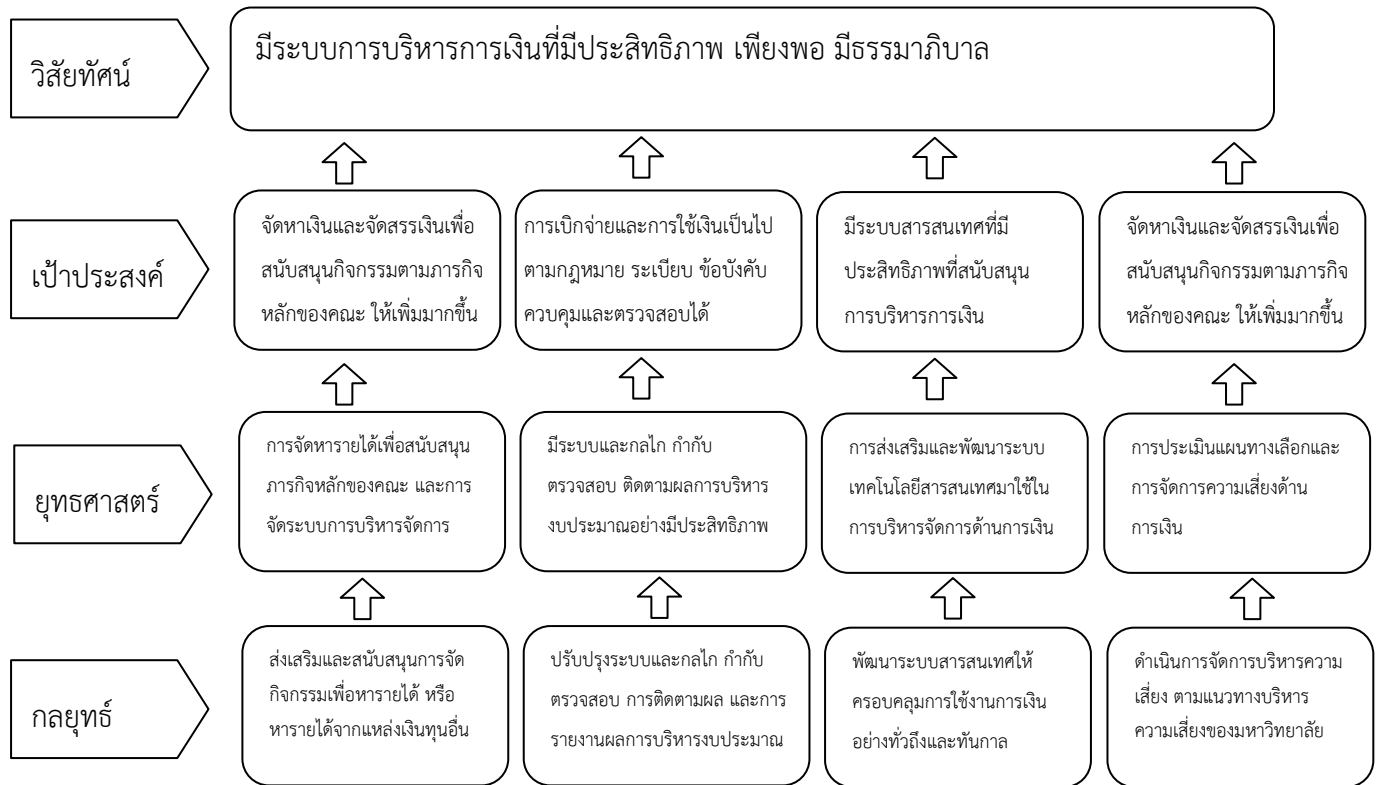 วิสัยทัศน์
มีระบบการบริหารการเงินที่มีประสิทธิภาพ เพียงพอ มีธรรมาภิบาล
เป้าประสงค์
จัดหาเงินและจัดสรรเงินเพื่อ
สนับสนุนกิจกรรมตามภารกิจ
หลักของคณะ ให้เพิ่มมากขึ้น
การเบิกจ่ายและการใช้เงินเป็นไป
ตามกฎหมาย ระเบียบ ข้อบังคับ
ควบคุมและตรวจสอบได้
มีระบบสารสนเทศที่มี
ประสิทธิภาพที่สนับสนุน
การบริหารการเงิน
จัดหาเงินและจัดสรรเงินเพื่อ
สนับสนุนกิจกรรมตามภารกิจ
หลักของคณะ ให้เพิ่มมากขึ้น
ยุทธศาสตร์
การจัดหารายได้เพื่อสนับสนุน
ภารกิจหลักของคณะ และการ
จัดระบบการบริหารจัดการ
มีระบบและกลไก กำกับ
ตรวจสอบ ติดตามผลการบริหาร
งบประมาณอย่างมีประสิทธิภาพ
การส่งเสริมและพัฒนาระบบ
เทคโนโลยีสารสนเทศมาใช้ใน
การบริหารจัดการด้านการเงิน
การประเมินแผนทางเลือกและ
การจัดการความเสี่ยงด้าน
การเงิน
กลยุทธ์
ส่งเสริมและสนับสนุนการจัด
กิจกรรมเพื่อหารายได้ หรือ
หารายได้จากแหล่งเงินทุนอื่น
ปรับปรุงระบบและกลไก กำกับ
ตรวจสอบ การติดตามผล และการ
รายงานผลการบริหารงบประมาณ
พัฒนาระบบสารสนเทศให้
ครอบคลุมการใช้งานการเงิน
อย่างทั่วถึงและทันกาล
ดำเนินการจัดการบริหารความ
เสี่ยง ตามแนวทางบริหาร
ความเสี่ยงของมหาวิทยาลัย